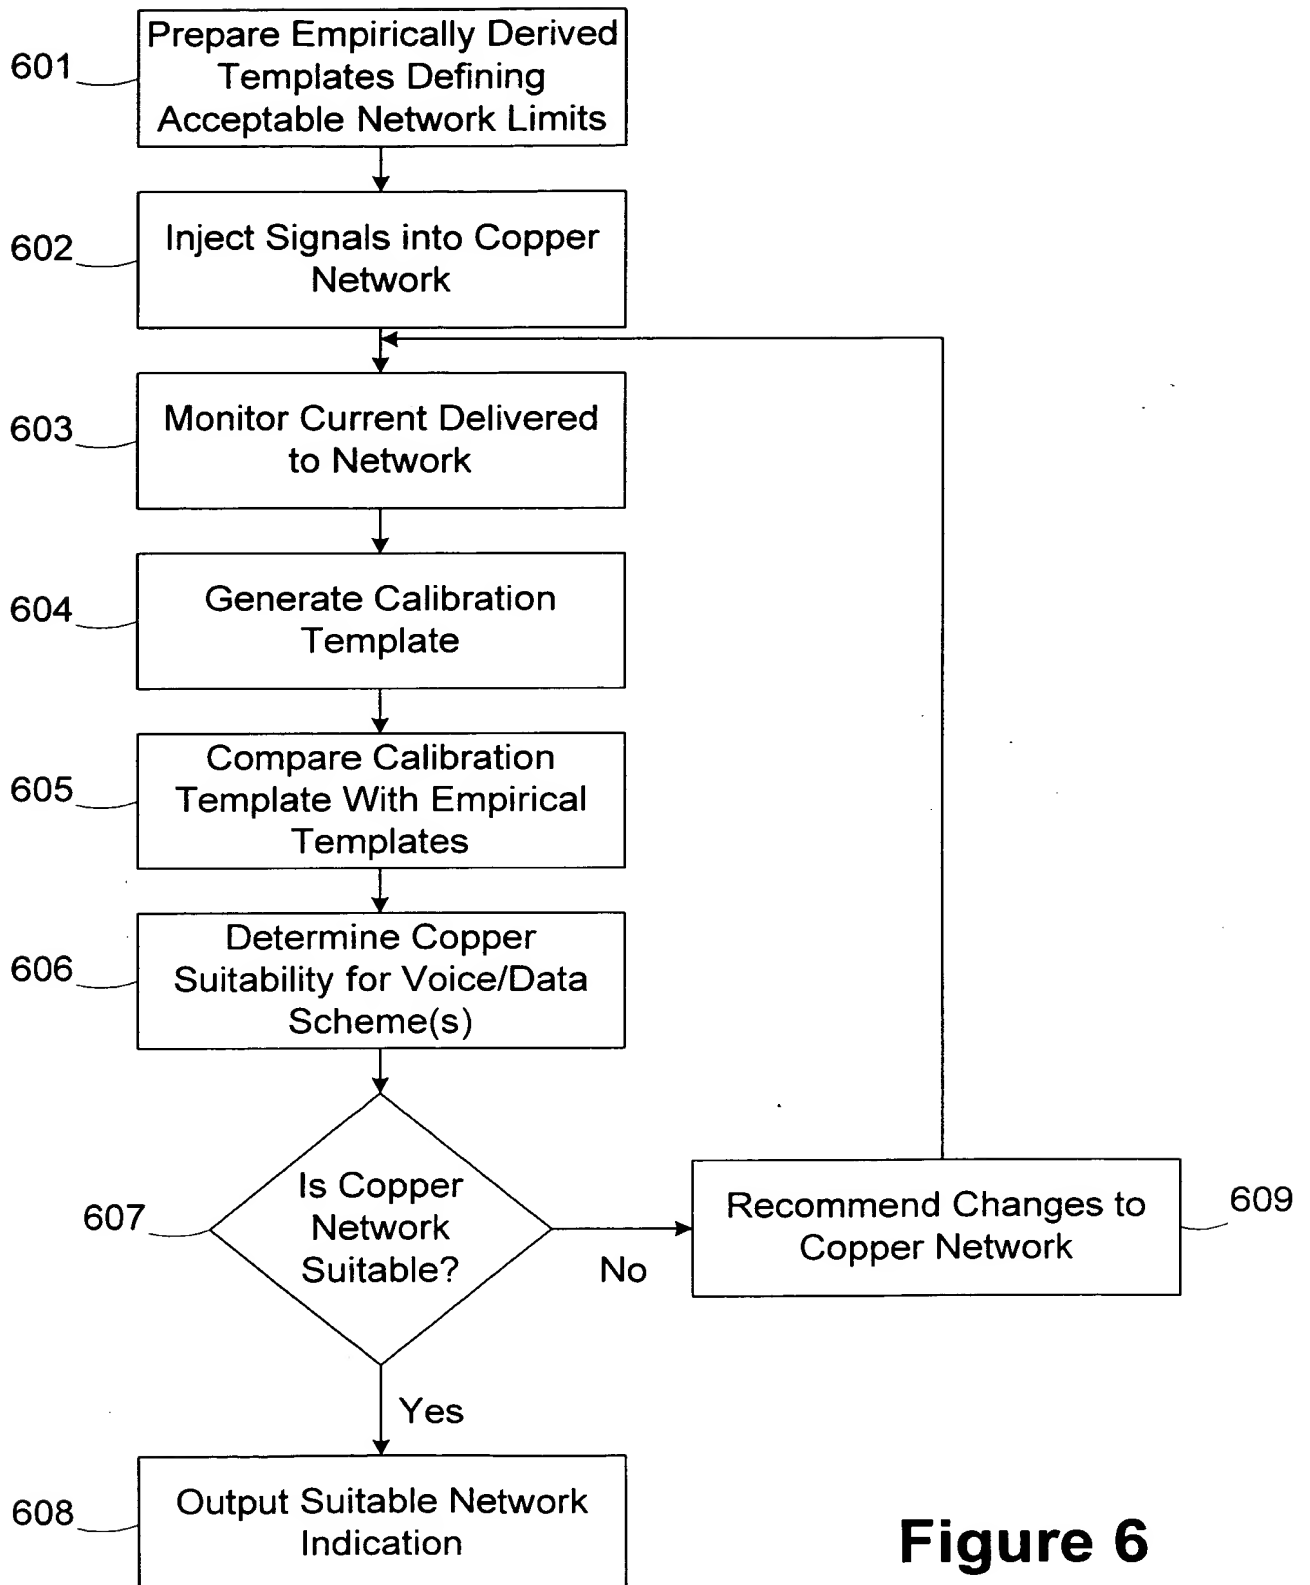 601
Prepare Empirically Derived
Templates Defining
Acceptable Network Limits
602
Inject Signals into Copper
Network
603
Monitor Current Delivered
to Network
604
Generate Calibration
Template
605
Compare Calibration
Template With Empirical
Templates
606
Determine Copper
Suitability for Voice/Data
Scheme(s)
607
Is Copper
Network
Suitable?
No
Recommend Changes to
Copper Network
609
Yes
608
Output Suitable Network
Indication
Figure 6